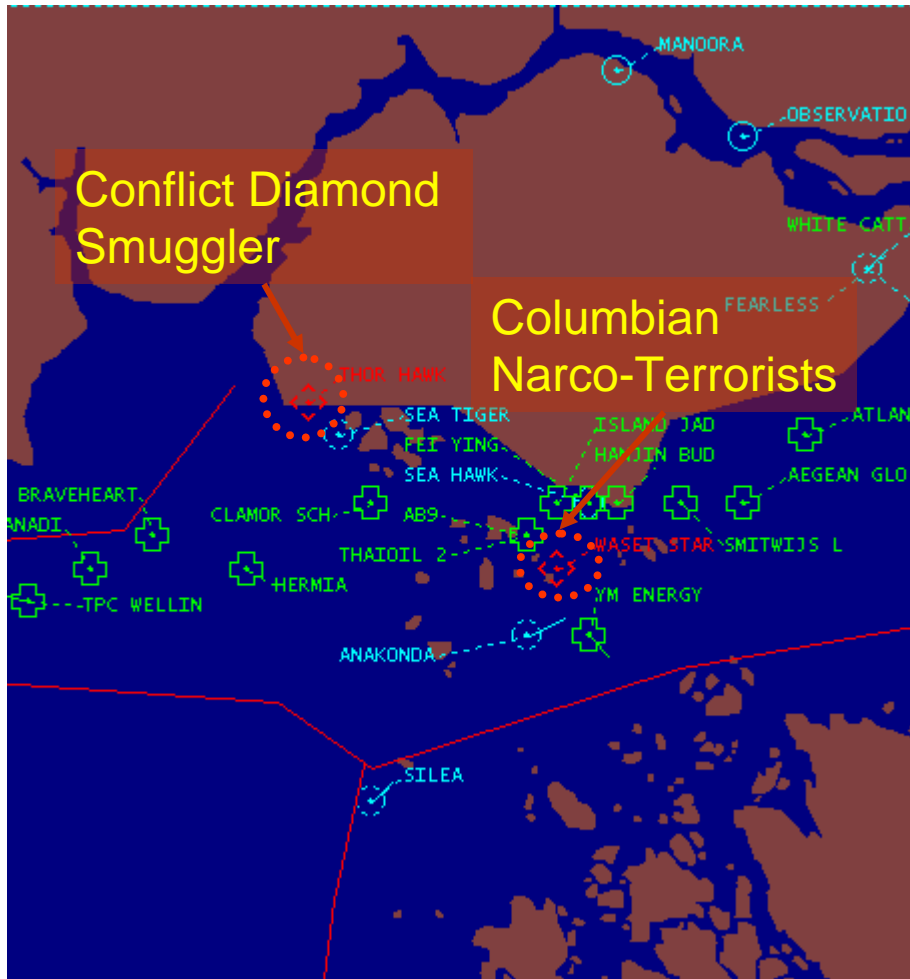 MANOORA
OBSERVATIO
Conflict Diamond
Smuggler
WHITE CATT
FEARLESS
Columbian
Narco-Terrorists
THOR HAWK
SEA TIGER
ISLAND JAD
ATLAN
FEI YING
HANJIN BUD
SEA HAWK
AEGEAN GLO
BRAVEHEART
CLAMOR SCH
AB9
ANADI
THAIOIL 2
WASET STAR
SMITWIJS L
HERMIA
TPC WELLIN
YM ENERGY
ANAKONDA
SILEA